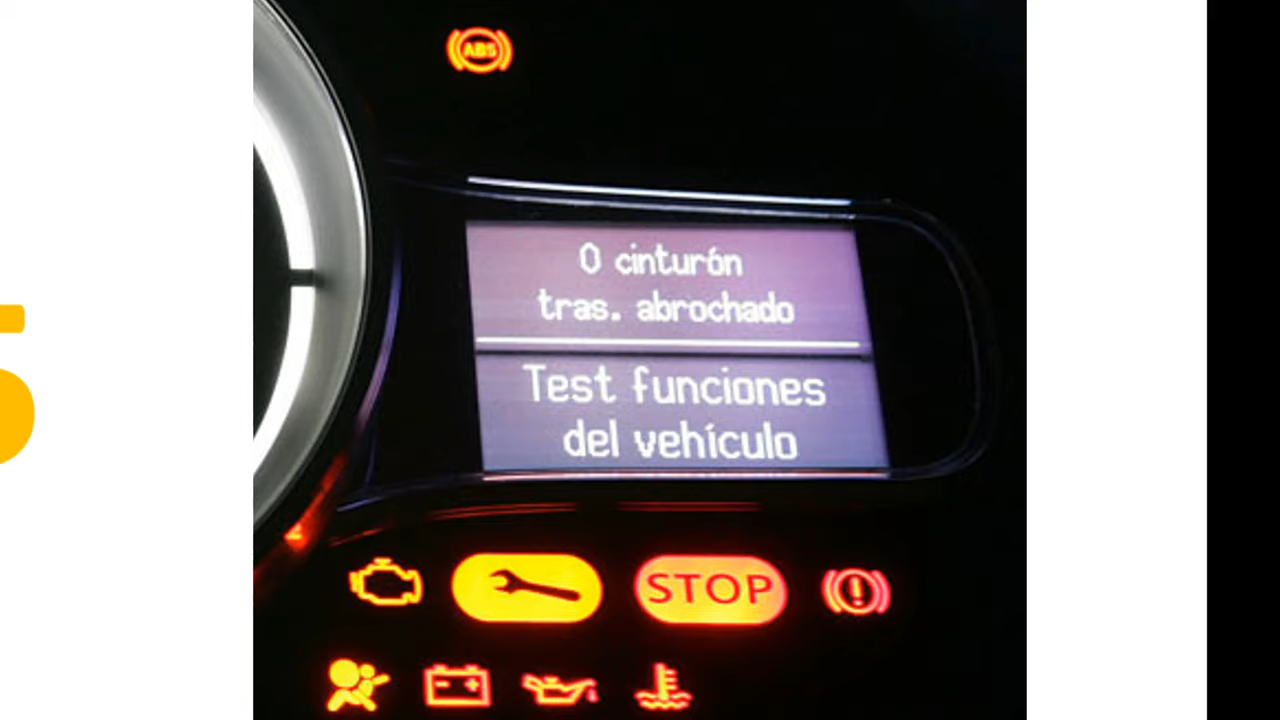 ABS
0 cinturón
tras. abrochado
Test funciones
del vehículo
STOP